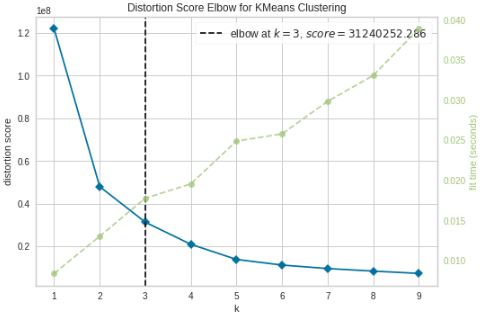 Distortion Score Elbow for KMeans Clustering
1e8
elbow at k = 3, score = 31240252.286
1.2
1.0
0.8
0.6
0.4
0.2
distortion score
0.040
0.035
0.030
0.025
0.020
0.015
0.010
fit time (seconds)
1 2 3 4 5 6 7 8 9
k